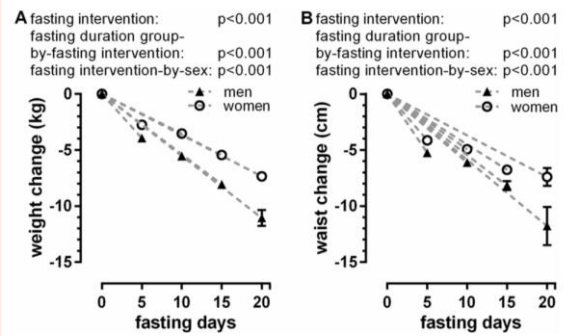 A fasting intervention: p<0.001
fasting duration group-
by-fasting intervention: p<0.001
fasting intervention-by-sex: p<0.001
men
women
weight change (kg)
0
-5
-10
-15
0 5 10 15 20
fasting days
B fasting intervention: p<0.001
fasting duration group-
by-fasting intervention: p<0.001
fasting intervention-by-sex: p<0.001
men
women
waist change (cm)
0
-5
-10
-15
0 5 10 15 20
fasting days